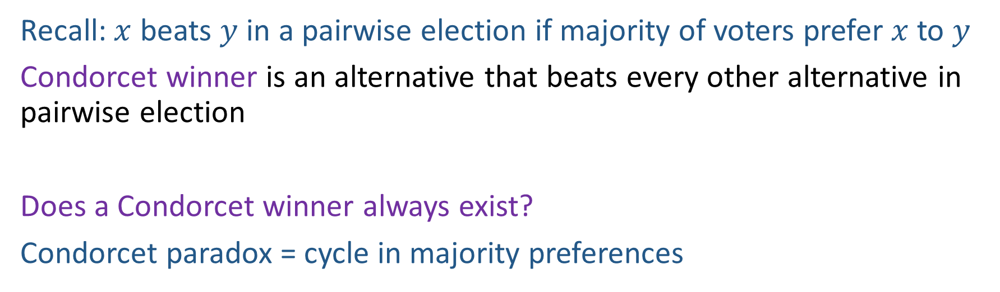 Recall: x beats y in a pairwise election if majority of voters prefer x to y
Condorcet winner is an alternative that beats every other alternative in
pairwise election
Does a Condorcet winner always exist?
Condorcet paradox = cycle in majority preferences